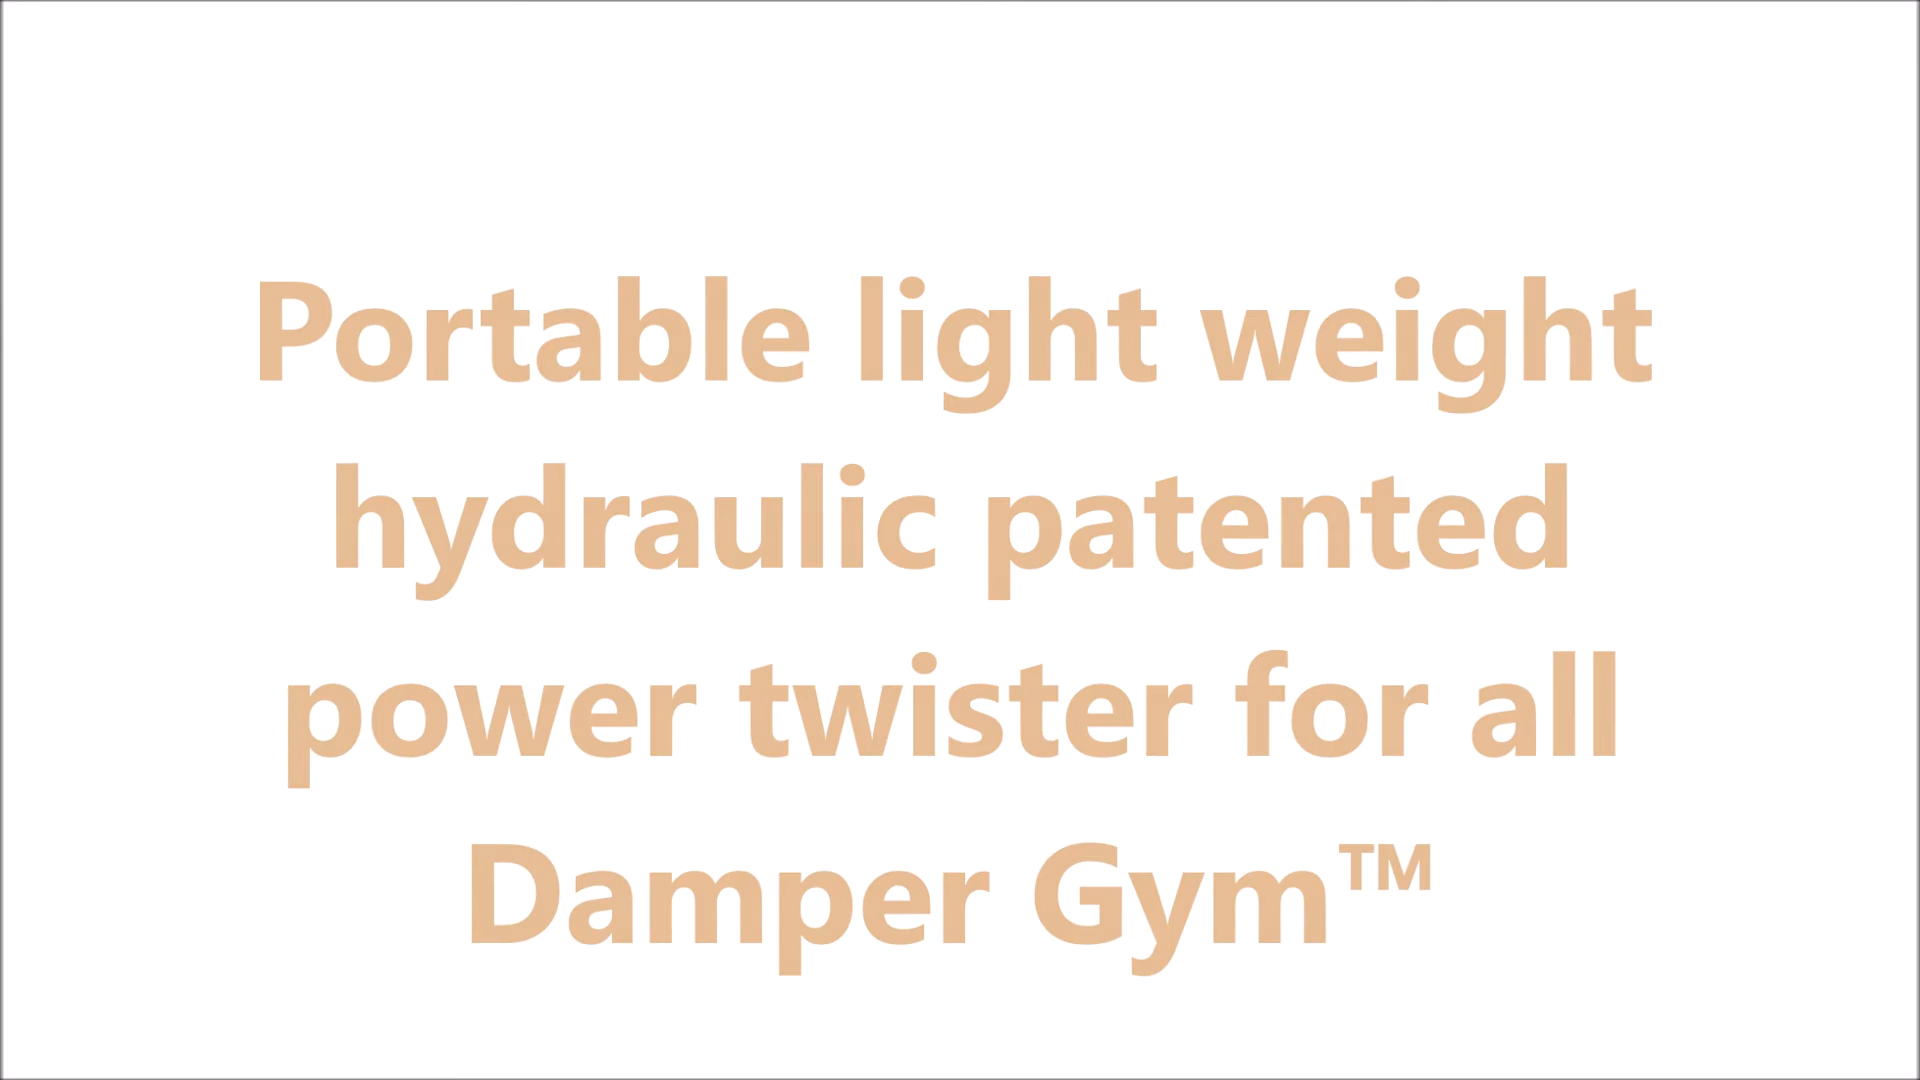 Portable light weight
hydraulic patented
power twister for all
Damper Gym™